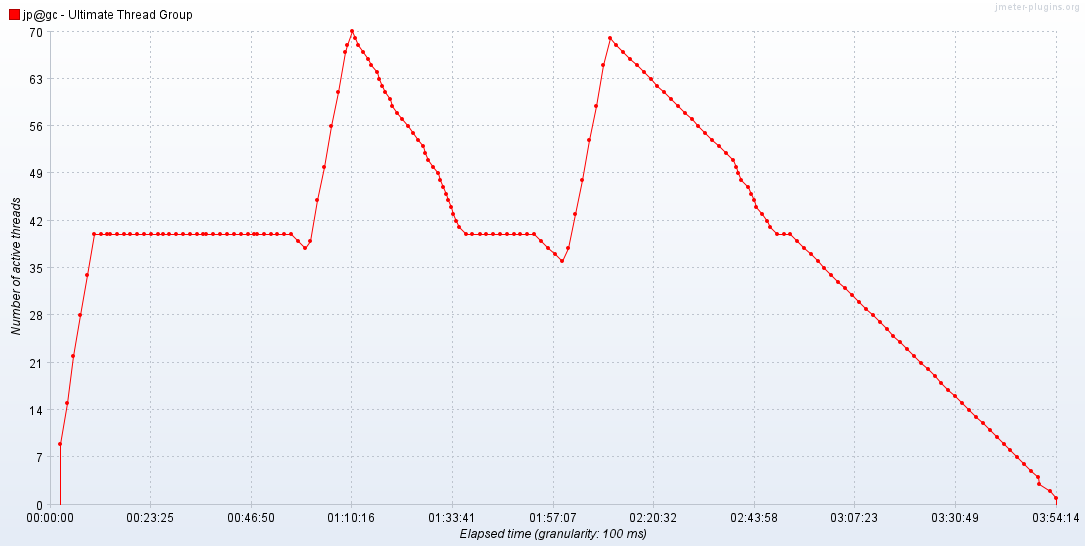 jp@gc - Ultimate Thread Group
jmeter-plugins.org
70
63
56
49
42
35
28
21
14
7
0
Number of active threads
00:00:00 00:23:25 00:46:50 01:10:16 01:33:41 01:57:07 02:20:32 02:43:58 03:07:23 03:30:49 03:54:14
Elapsed time (granularity: 100 ms)